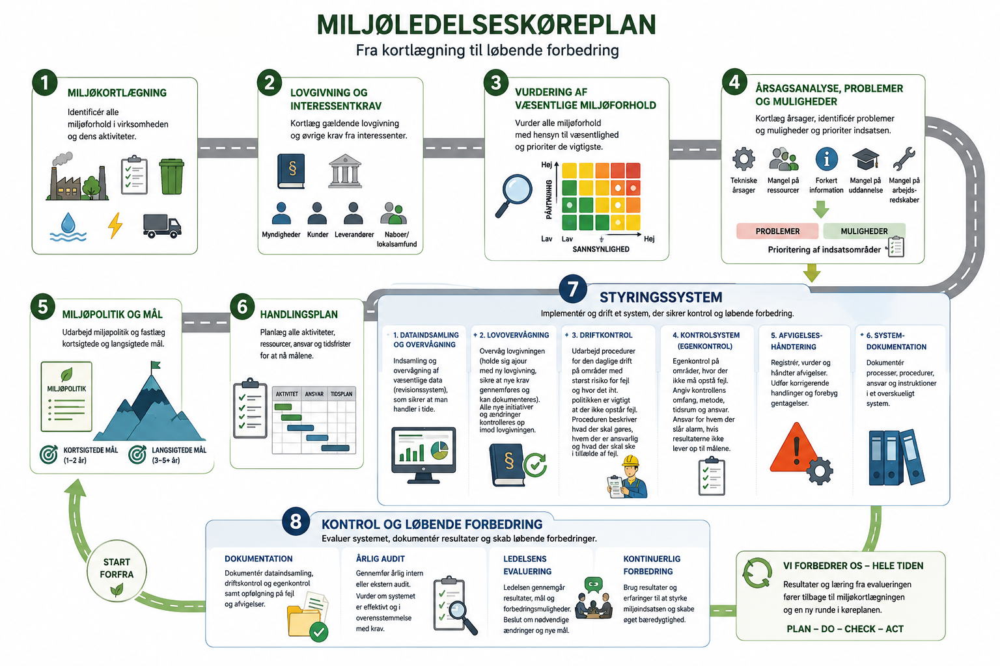 MILJØLEDELSESKØREPLAN
Fra kortlægning til løbende forbedring
1
MILJØKORTLÆGNING
Identificér alle
miljøforhold i virksomheden
og dens aktiviteter.
2
LOVGIVNING OG
INTERESSENTKRAV
Kortlæg gældende lovgivning
og øvrige krav fra interessenter.
§
Myndigheder
Kunder
Leverandører
Naboer/
lokalsamfund
3
VURDERING AF
VÆSENTLIGE MILJØFORHOLD
Vurder alle miljøforhold
med hensyn til væsentlighed
og prioriter de vigtigste.
Høj
Lav
Lav
Hej
SANNSYNLIGHED
4
ÅRSAGSANALYSE, PROBLEMER
OG MULIGHEDER
Kortlæg årsager, identificér problemer
og muligheder og prioriter indsatsen.
Tekniske
årsager
Mangel på
ressourcer
Forkert
information
Mangel på
uddannelse
Mangel på
arbejds-
redskaber
PROBLEMER
MULIGHEDER
Prioritering af indsatsområder
5
MILJØPOLITIK OG MÅL
Udarbejd miljøpolitik og fastlæg
kortsigtede og langsigtede mål.
MILJØPOLITIK
KORTSIGTEDE MÅL
(1–2 år)
LANGSIGTEDE MÅL
(3–5+ år)
6
HANDLINGSPLAN
Planlæg alle aktiviteter,
ressourcer, ansvar og tidsfrister
for at nå målene.
AKTIVITET
ANSVAR
TIDSPLAN
7
STYRINGSSYSTEM
Implementér og drift et system, der sikrer kontrol og løbende forbedring.
1. DATAINDSAMLING
OG OVERVÅGNING
Indsamling og
overvågning af
væsentlige data
(revisionssystem),
som sikrer at man
handler i tide.
2. LOVOVERVÅGNING
Overvåg lovgivningen
(holde sig ajour
med ny lovgivning,
sikre at nye krav
gennemføres og
kan dokumenteres).
Alle nye initiativer
og ændringer
kontrolleres op
imod lovgivningen.
§
3. DRIFTKONTROL
Udarbejd procedurer
for den daglige drift
på områder med
størst risiko for fejl
og hvor det iht.
politikken er vigtigt
at der ikke opstår fejl.
Proceduren beskriver
hvad der skal gøres,
hvem der er ansvarlig
og hvad der skal ske
i tilfælde af fejl.
4. KONTROLSYSTEM
(EGENKONTROL)
Egenkontrol på
områder, hvor der
ikke må opstå fejl.
Angiv kontrollens
omfang, metode,
tidsrum og ansvar.
Ansvar for hvem der
slår alarm, hvis
resultaterne ikke
lever op til målene.
5. AFVIGELSES-
HÅNDTERING
Registrér, vurder og
håndter afvigelser.
Udfør korrigerende
handlinger og forebyg
gentagelser.
6. SYSTEM-
DOKUMENTATION
Dokumentér
processer, procedurer,
ansvar og instruktioner
i et overskueligt
system.
8
KONTROL OG LØBENDE FORBEDRING
Evaluer systemet, dokumentér resultater og skab løbende forbedringer.
DOKUMENTATION
Dokumentér dataindsamling,
driftskontrol og egenkontrol
samt opfølgning på fejl
og afvigelser.
ÅRLIG AUDIT
Gennemfør årlig intern
eller ekstern audit.
Vurder om systemet
er effektivt og i
overensstemmelse
med krav.
LEDELSENS
EVALUERING
Ledelsen gennemgår
resultater, mål og
forbedringsmuligheder.
Beslut om nødvendige
ændringer og nye mål.
KONTINUERLIG
FORBEDRING
Brug resultater og
erfaringer til at styrke
miljøindsatsen og skabe
øget bæredygtighed.
VI FORBEDRER OS – HELE TIDEN
Resultater og læring fra evalueringen
fører tilbage til miljøkortlægningen
og en ny runde i køreplanen.
PLAN – DO – CHECK – ACT
START
FORFRA